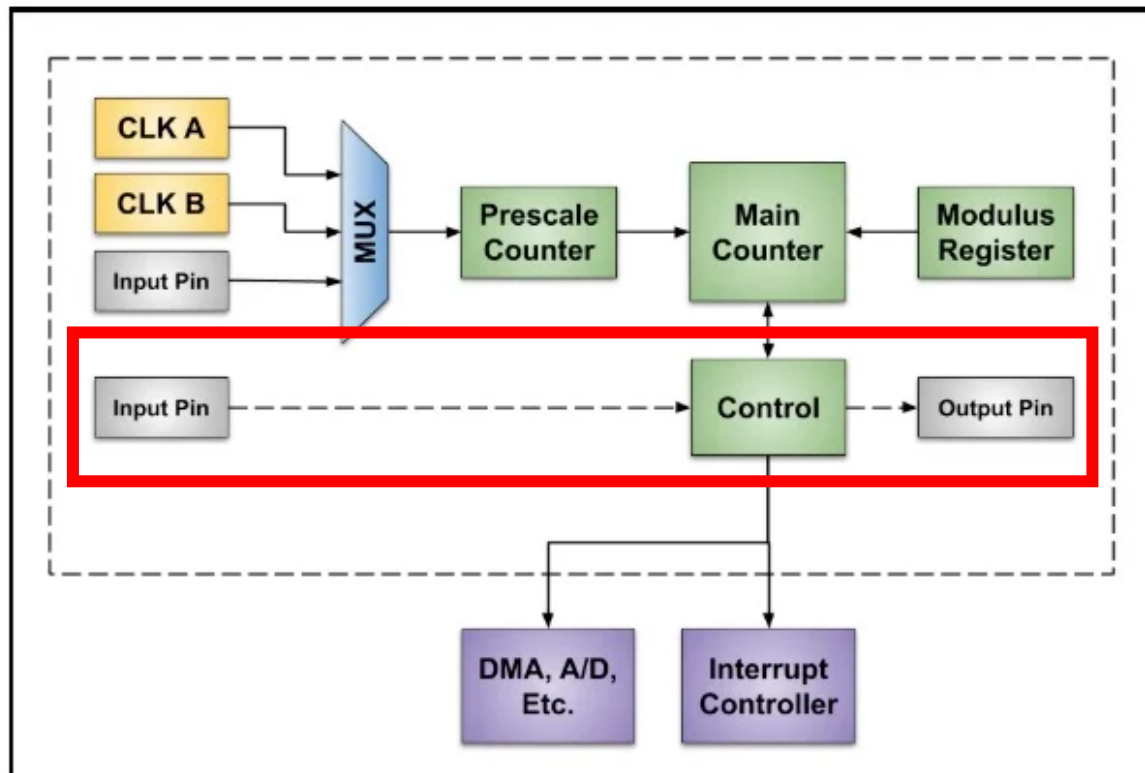 CLK A
CLK B
Input Pin
MUX
Prescale
Counter
Main
Counter
Modulus
Register
Input Pin
Control
Output Pin
DMA, A/D,
Etc.
Interrupt
Controller